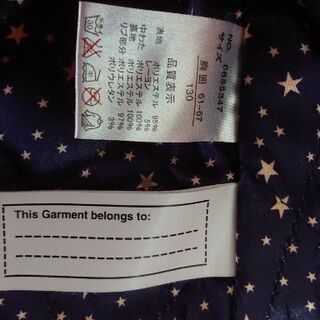 NO. 0685847
サイズ
130
胸囲 61-67
品質表示
表地 ポリエステル 95%
レーヨン 5%
中わた ポリエステル 100%
裏地 ポリエステル 100%
リブ部分 ポリエステル 97%
ポリウレタン 3%
This Garment belongs to: